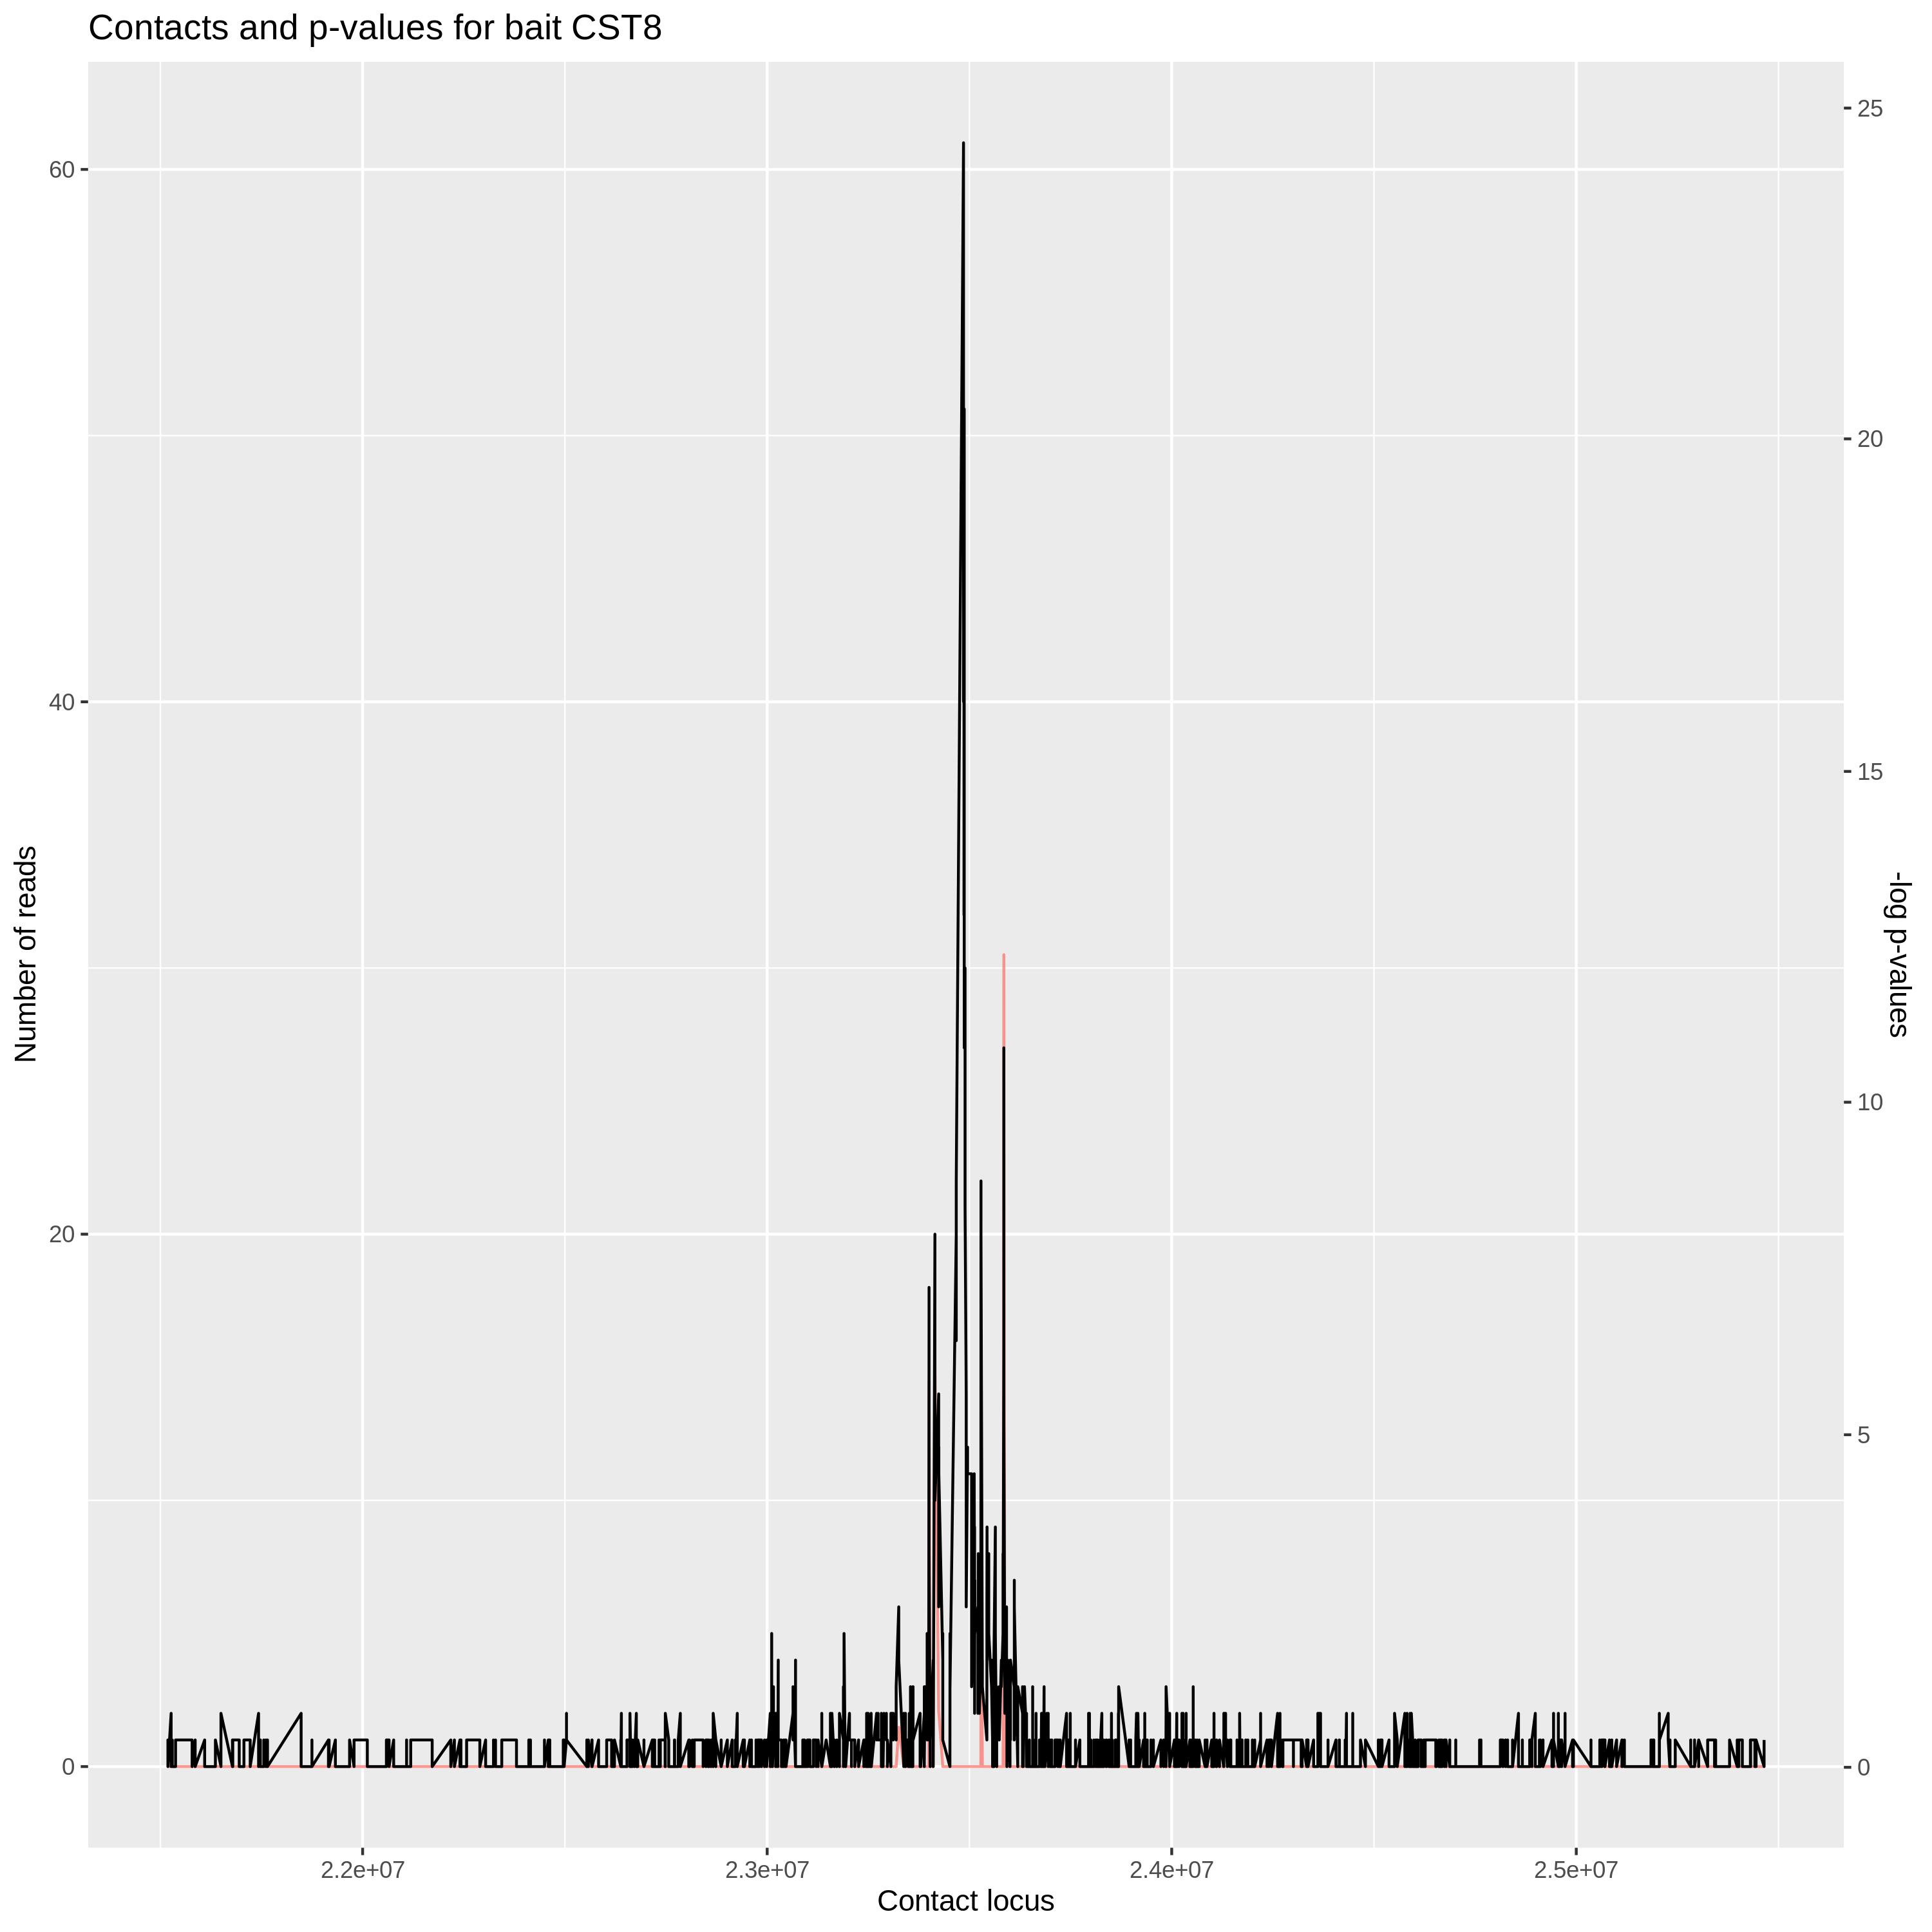 Contacts and p-values for bait CST8
Number of reads
60
40
20
0
25
20
15
10
5
0
-log p-values
2.2e+07 2.3e+07 2.4e+07 2.5e+07
Contact locus